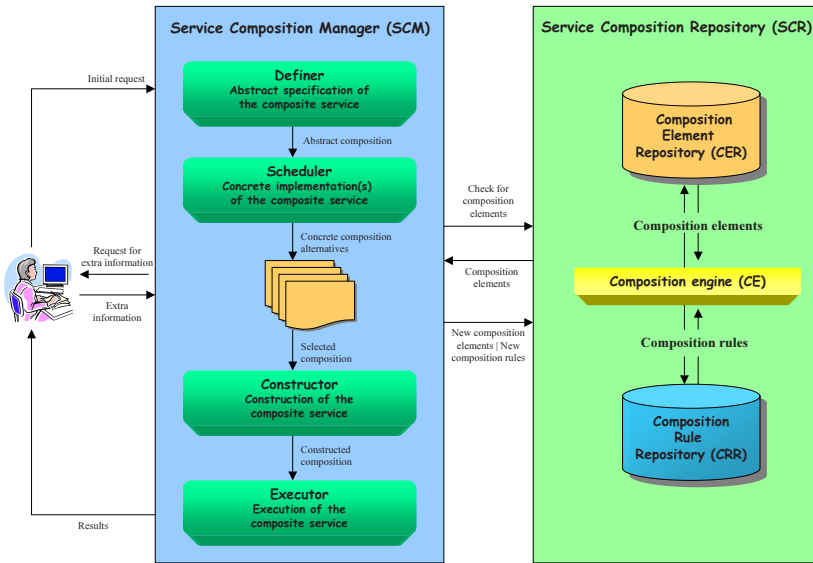 Service Composition Manager (SCM)
Service Composition Repository (SCR)
Initial request
Definer
Abstract specification of
the composite service
Abstract composition
Scheduler
Concrete implementation(s)
of the composite service
Concrete composition
alternatives
Request for
extra information
Extra
information
Selected
composition
Constructor
Construction of the
composite service
Constructed
composition
Executor
Execution of the
composite service
Results
Check for
composition
elements
Composition
elements
New composition
elements | New
composition rules
Composition
Element
Repository (CER)
Composition elements
Composition engine (CE)
Composition rules
Composition
Rule
Repository (CRR)